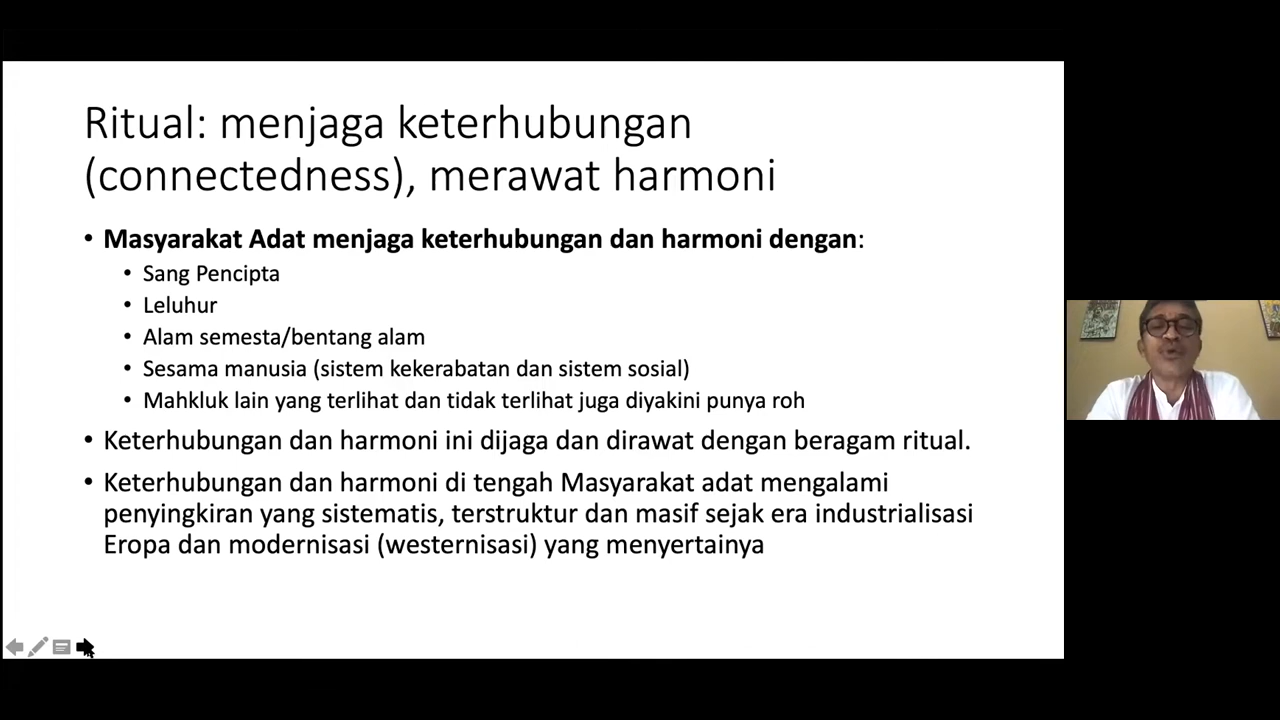 Ritual: menjaga keterhubungan
(connectedness), merawat harmoni
• Masyarakat Adat menjaga keterhubungan dan harmoni dengan:
• Sang Pencipta
• Leluhur
• Alam semesta/bentang alam
• Sesama manusia (sistem kekerabatan dan sistem sosial)
• Mahkluk lain yang terlihat dan tidak terlihat juga diyakini punya roh
• Keterhubungan dan harmoni ini dijaga dan dirawat dengan beragam ritual.
• Keterhubungan dan harmoni di tengah Masyarakat adat mengalami
penyingkiran yang sistematis, terstruktur dan masif sejak era industrialisasi
Eropa dan modernisasi (westernisasi) yang menyertainya